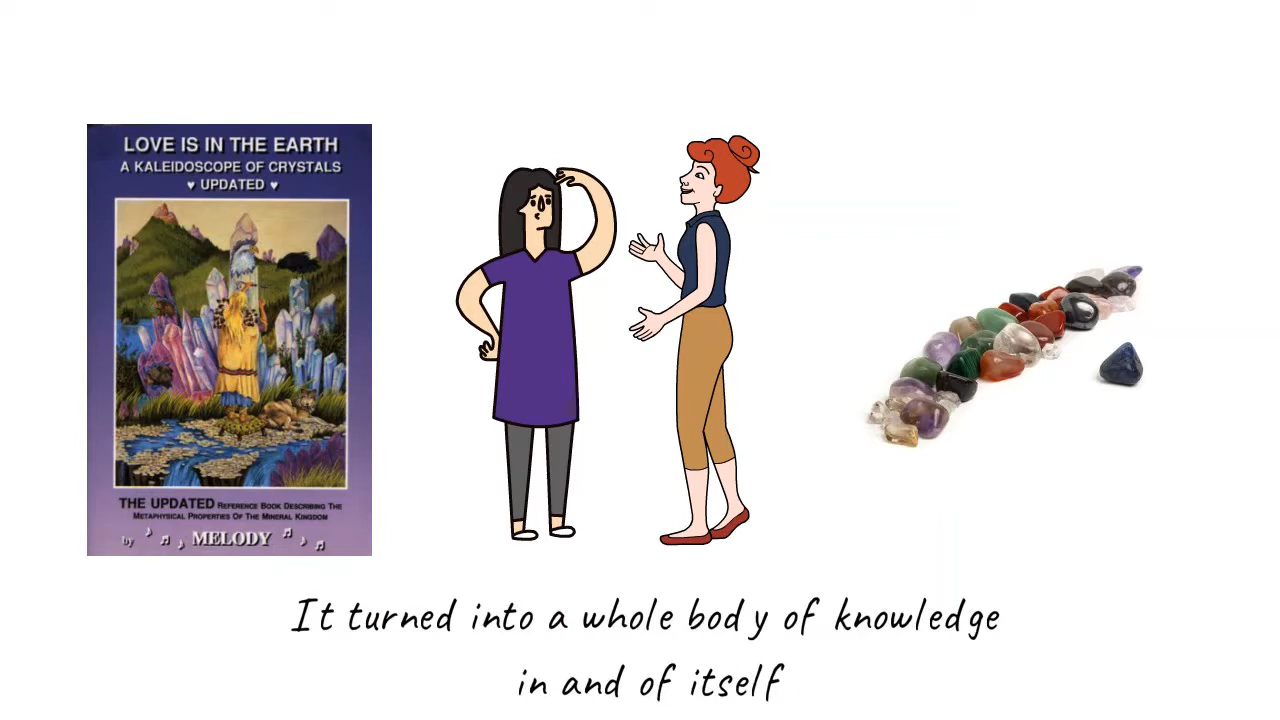 LOVE IS IN THE EARTH
A KALEIDOSCOPE OF CRYSTALS
♥ UPDATED ♥
THE UPDATED REFERENCE BOOK DESCRIBING THE
METAPHYSICAL PROPERTIES OF THE MINERAL KINGDOM
by MELODY
It turned into a whole body of knowledge
in and of itself